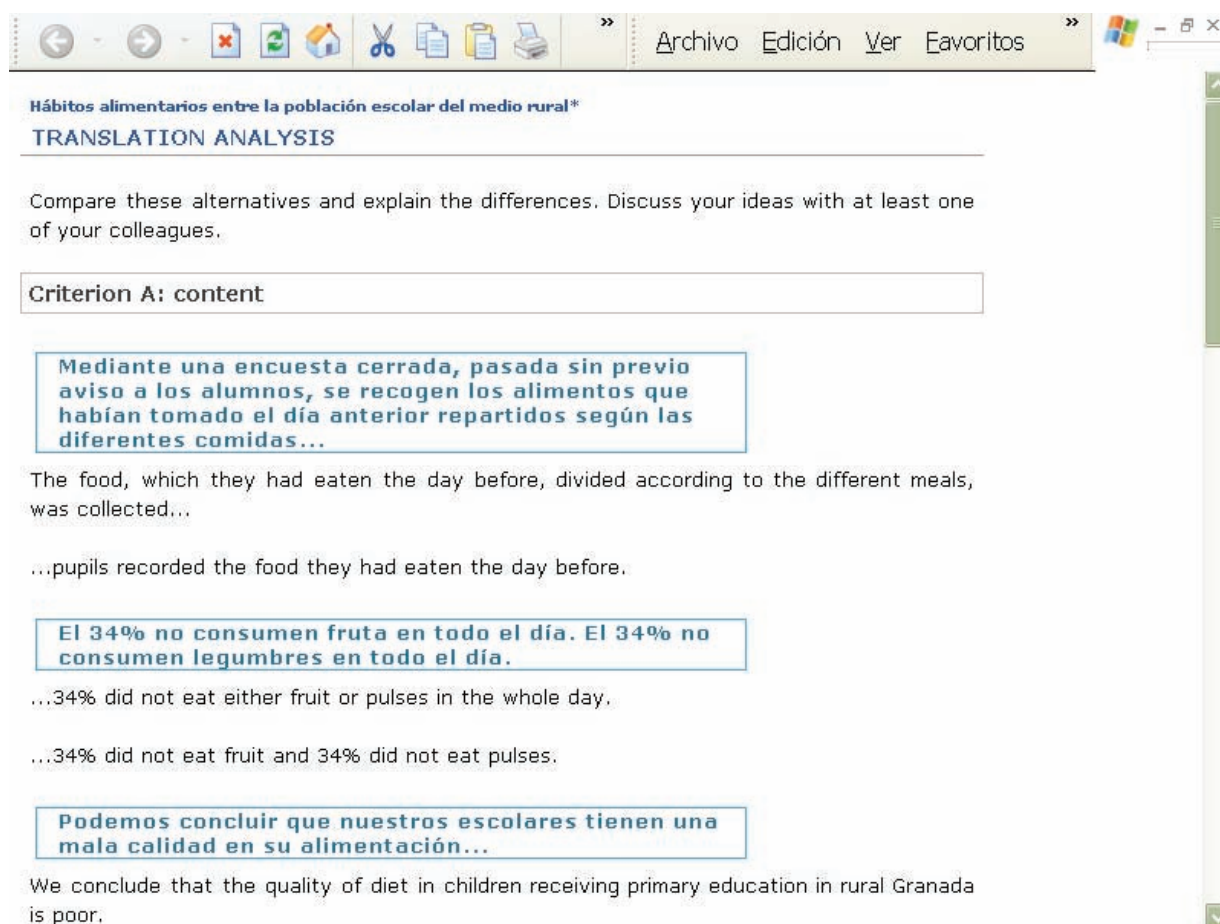 » Archivo Edición Ver Favoritos »
Hábitos alimentarios entre la población escolar del medio rural*
TRANSLATION ANALYSIS
Compare these alternatives and explain the differences. Discuss your ideas with at least one
of your colleagues.
Criterion A: content
Mediante una encuesta cerrada, pasada sin previo
aviso a los alumnos, se recogen los alimentos que
habían tomado el día anterior repartidos según las
diferentes comidas...
The food, which they had eaten the day before, divided according to the different meals,
was collected...
...pupils recorded the food they had eaten the day before.
El 34% no consumen fruta en todo el día. El 34% no
consumen legumbres en todo el día.
...34% did not eat either fruit or pulses in the whole day.
...34% did not eat fruit and 34% did not eat pulses.
Podemos concluir que nuestros escolares tienen una
mala calidad en su alimentación...
We conclude that the quality of diet in children receiving primary education in rural Granada
is poor.